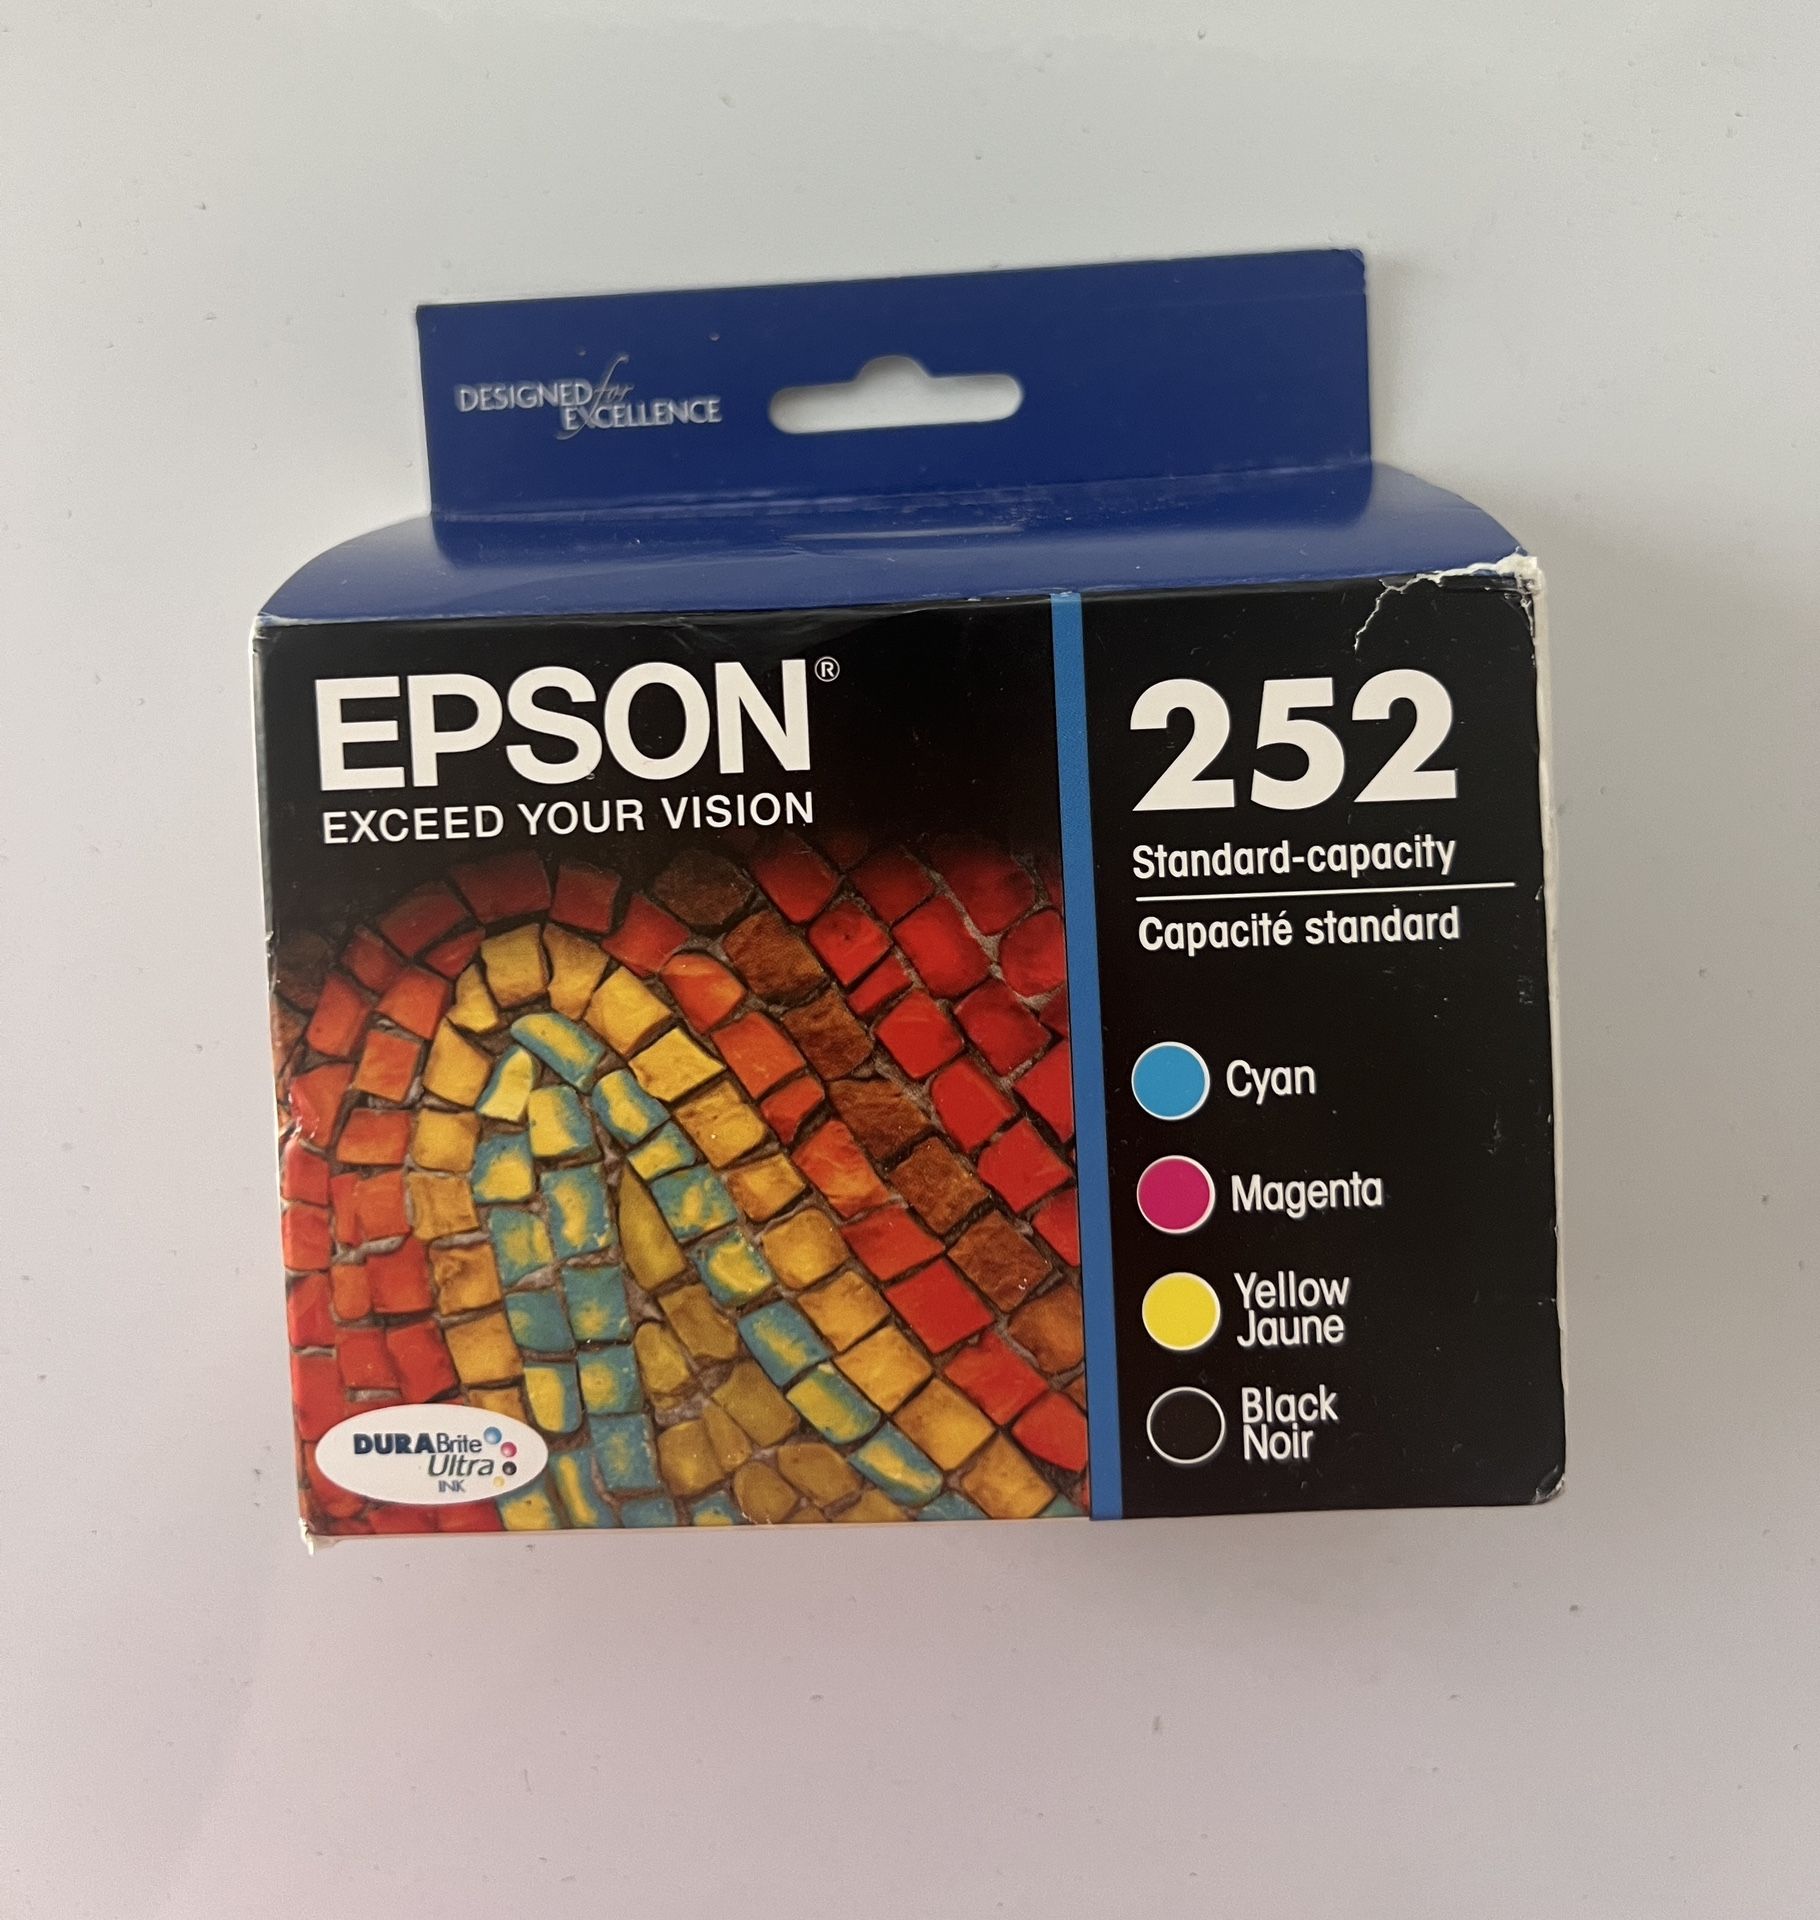 DESIGNED for
EXCELLENCE
EPSON®
EXCEED YOUR VISION
252
Standard-capacity
Capacité standard
Cyan
Magenta
Yellow
Jaune
Black
Noir
DURABrite
Ultra
INK